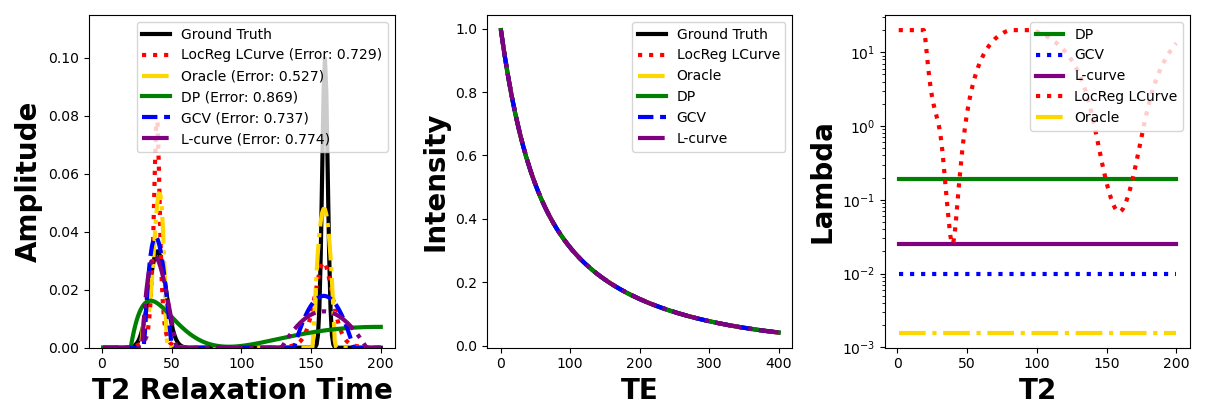 Amplitude
0.10
0.08
0.06
0.04
0.02
0.00
0
50
100
150
200
T2 Relaxation Time
Ground Truth
LocReg LCurve (Error: 0.729)
Oracle (Error: 0.527)
DP (Error: 0.869)
GCV (Error: 0.737)
L-curve (Error: 0.774)
Intensity
1.0
0.8
0.6
0.4
0.2
0.0
0
100
200
300
400
TE
Ground Truth
LocReg LCurve
Oracle
DP
GCV
L-curve
Lambda
10¹
10⁰
10⁻¹
10⁻²
10⁻³
0
50
100
150
200
T2
DP
GCV
L-curve
LocReg LCurve
Oracle